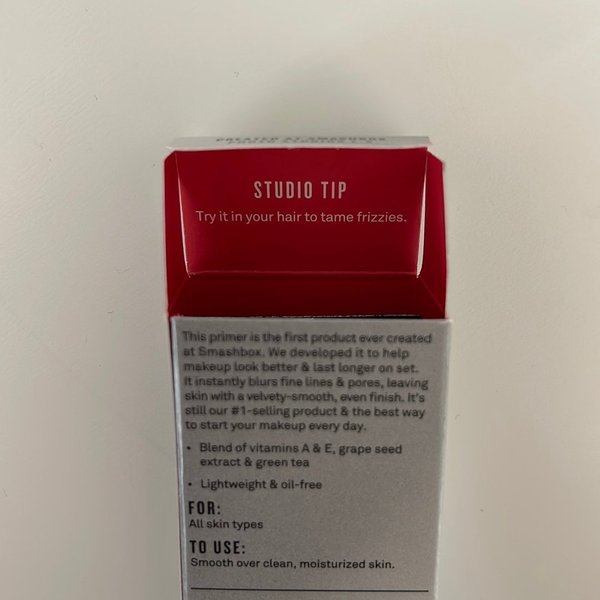 CREATED AT SMASHBOX
STUDIO TIP
Try it in your hair to tame frizzies.
This primer is the first product ever created
at Smashbox. We developed it to help
makeup look better & last longer on set.
It instantly blurs fine lines & pores, leaving
skin with a velvety-smooth, even finish. It's
still our #1-selling product & the best way
to start your makeup every day.
• Blend of vitamins A & E, grape seed
extract & green tea
• Lightweight & oil-free
FOR:
All skin types
TO USE:
Smooth over clean, moisturized skin.